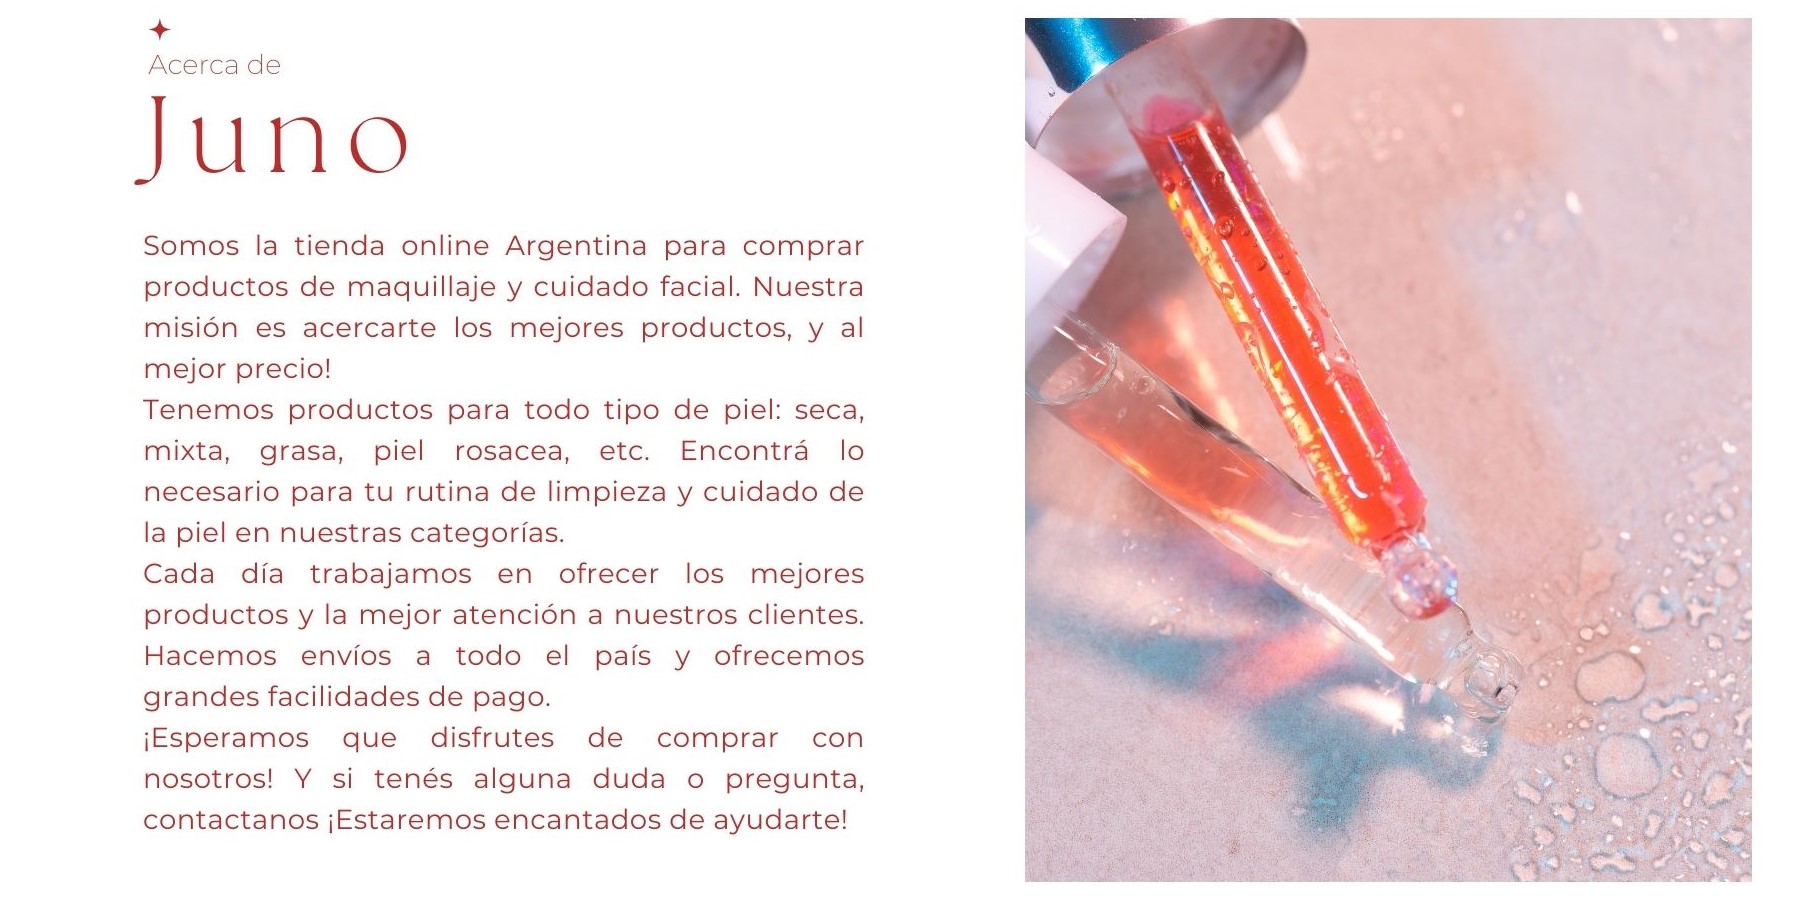 Acerca de
Juno
Somos la tienda online Argentina para comprar
productos de maquillaje y cuidado facial. Nuestra
misión es acercarte los mejores productos, y al
mejor precio!
Tenemos productos para todo tipo de piel: seca,
mixta, grasa, piel rosacea, etc. Encontrá lo
necesario para tu rutina de limpieza y cuidado de
la piel en nuestras categorías.
Cada día trabajamos en ofrecer los mejores
productos y la mejor atención a nuestros clientes.
Hacemos envíos a todo el país y ofrecemos
grandes facilidades de pago.
¡Esperamos que disfrutes de comprar con
nosotros! Y si tenés alguna duda o pregunta,
contactanos ¡Estaremos encantados de ayudarte!